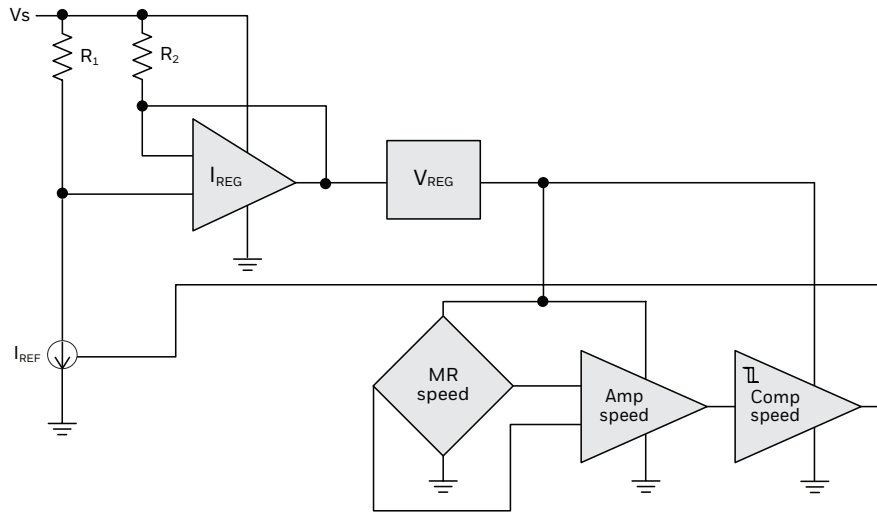 Vs
R1
R2
IREG
VREG
IREF
MR
speed
Amp
speed
Comp
speed